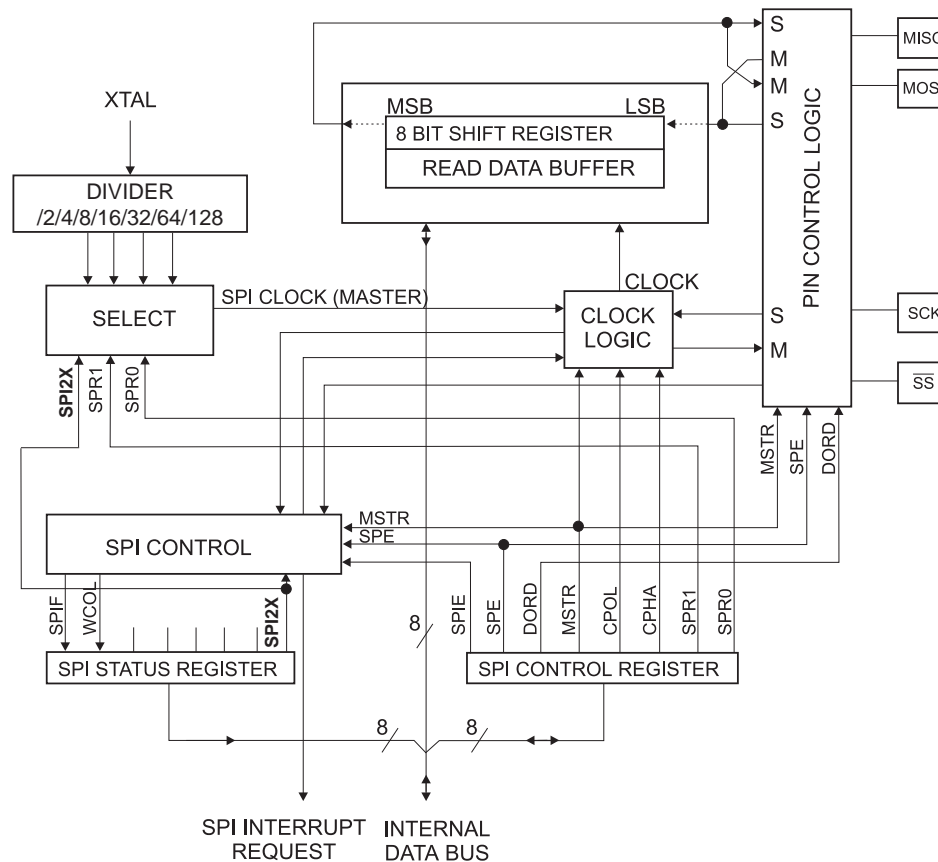 S
MISO
M
XTAL
MSB
LSB
M
MOSI
8 BIT SHIFT REGISTER
S
READ DATA BUFFER
DIVIDER
/2/4/8/16/32/64/128
PIN CONTROL LOGIC
CLOCK
SPI CLOCK (MASTER)
SELECT
CLOCK
LOGIC
S
SCK
M
SPI2X
SPR1
SPR0
SS
MSTR
SPE
DORD
MSTR
SPE
SPI CONTROL
SPIF
WCOL
SPI2X
8
SPIE
SPE
DORD
MSTR
CPOL
CPHA
SPR1
SPR0
SPI STATUS REGISTER
SPI CONTROL REGISTER
8
8
SPI INTERRUPT
REQUEST
INTERNAL
DATA BUS